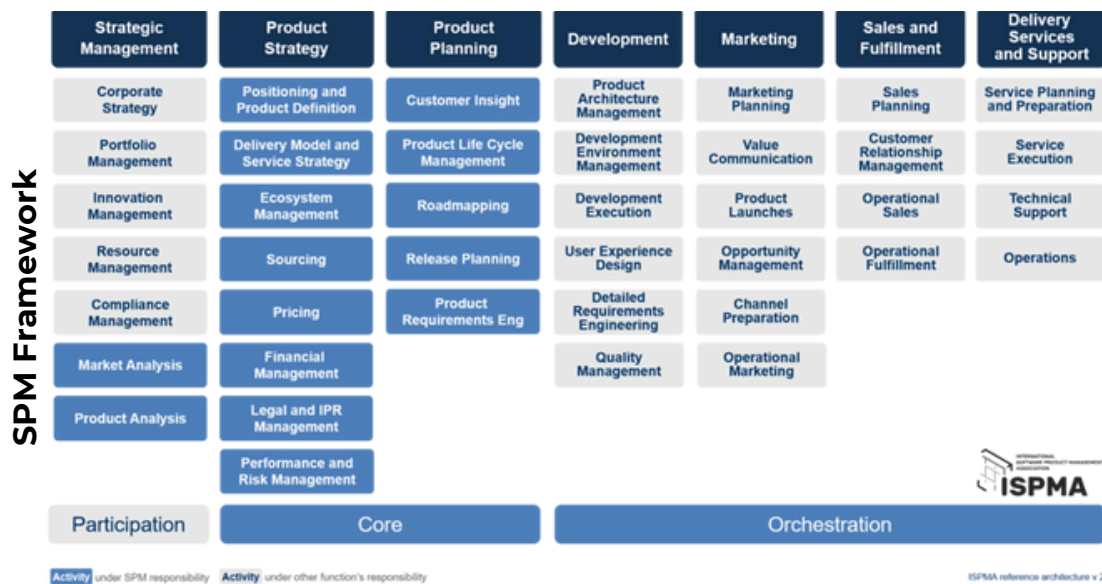 SPM Framework
Strategic
Management
Product
Strategy
Product
Planning
Development
Marketing
Sales and
Fulfillment
Delivery
Services
and Support
Corporate
Strategy
Portfolio
Management
Innovation
Management
Resource
Management
Compliance
Management
Market Analysis
Product Analysis
Positioning and
Product Definition
Delivery Model and
Service Strategy
Ecosystem
Management
Sourcing
Pricing
Financial
Management
Legal and IPR
Management
Performance and
Risk Management
Customer Insight
Product Life Cycle
Management
Roadmapping
Release Planning
Product
Requirements Eng
Product
Architecture
Management
Development
Environment
Management
Development
Execution
User Experience
Design
Detailed
Requirements
Engineering
Quality
Management
Marketing
Planning
Value
Communication
Product
Launches
Opportunity
Management
Channel
Preparation
Operational
Marketing
Sales
Planning
Customer
Relationship
Management
Operational
Sales
Operational
Fulfillment
Service Planning
and Preparation
Service
Execution
Technical
Support
Operations
INTERNATIONAL
SOFTWARE PRODUCT MANAGEMENT
ASSOCIATION
ISPMA
Participation
Core
Orchestration
Activity under SPM responsibility
Activity under other function's responsibility
ISPMA reference architecture v